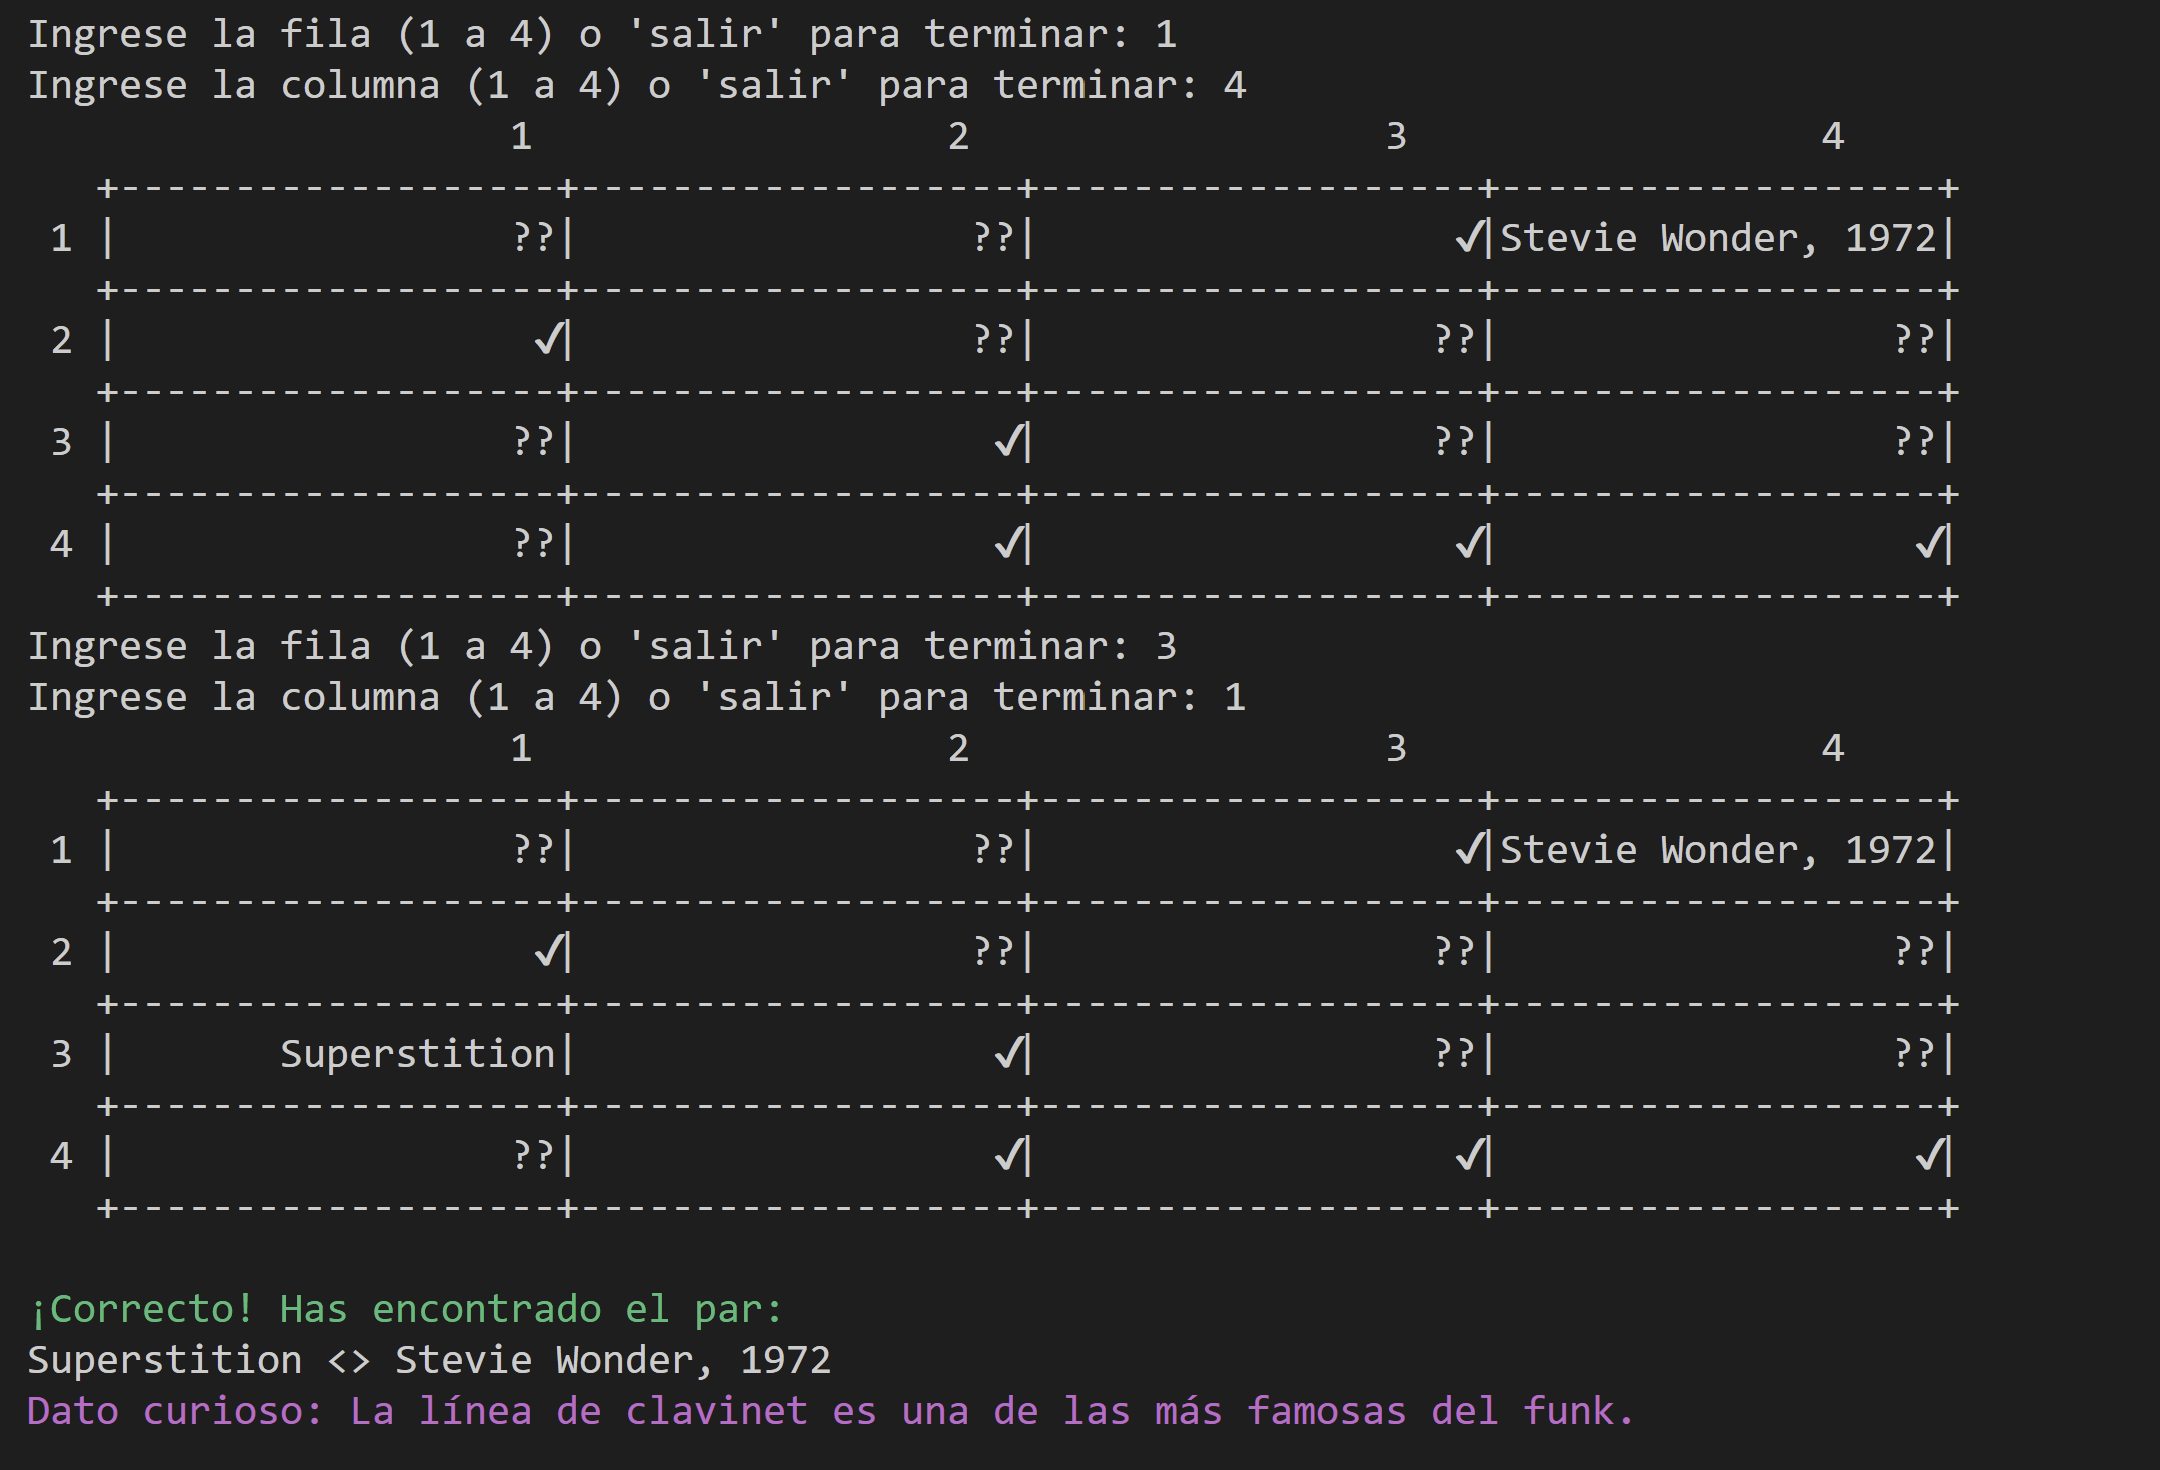 Ingrese la fila (1 a 4) o 'salir' para terminar: 1
Ingrese la columna (1 a 4) o 'salir' para terminar: 4
                     1                  2                  3                  4
   +-------------------+-------------------+-------------------+-------------------+
 1 |                 ??|                 ??|                  ✔|Stevie Wonder, 1972|
   +-------------------+-------------------+-------------------+-------------------+
 2 |                  ✔|                 ??|                 ??|                 ??|
   +-------------------+-------------------+-------------------+-------------------+
 3 |                 ??|                  ✔|                 ??|                 ??|
   +-------------------+-------------------+-------------------+-------------------+
 4 |                 ??|                  ✔|                  ✔|                  ✔|
   +-------------------+-------------------+-------------------+-------------------+
Ingrese la fila (1 a 4) o 'salir' para terminar: 3
Ingrese la columna (1 a 4) o 'salir' para terminar: 1
                     1                  2                  3                  4
   +-------------------+-------------------+-------------------+-------------------+
 1 |                 ??|                 ??|                  ✔|Stevie Wonder, 1972|
   +-------------------+-------------------+-------------------+-------------------+
 2 |                  ✔|                 ??|                 ??|                 ??|
   +-------------------+-------------------+-------------------+-------------------+
 3 |       Superstition|                  ✔|                 ??|                 ??|
   +-------------------+-------------------+-------------------+-------------------+
 4 |                 ??|                  ✔|                  ✔|                  ✔|
   +-------------------+-------------------+-------------------+-------------------+

¡Correcto! Has encontrado el par:
Superstition <> Stevie Wonder, 1972
Dato curioso: La línea de clavinet es una de las más famosas del funk.